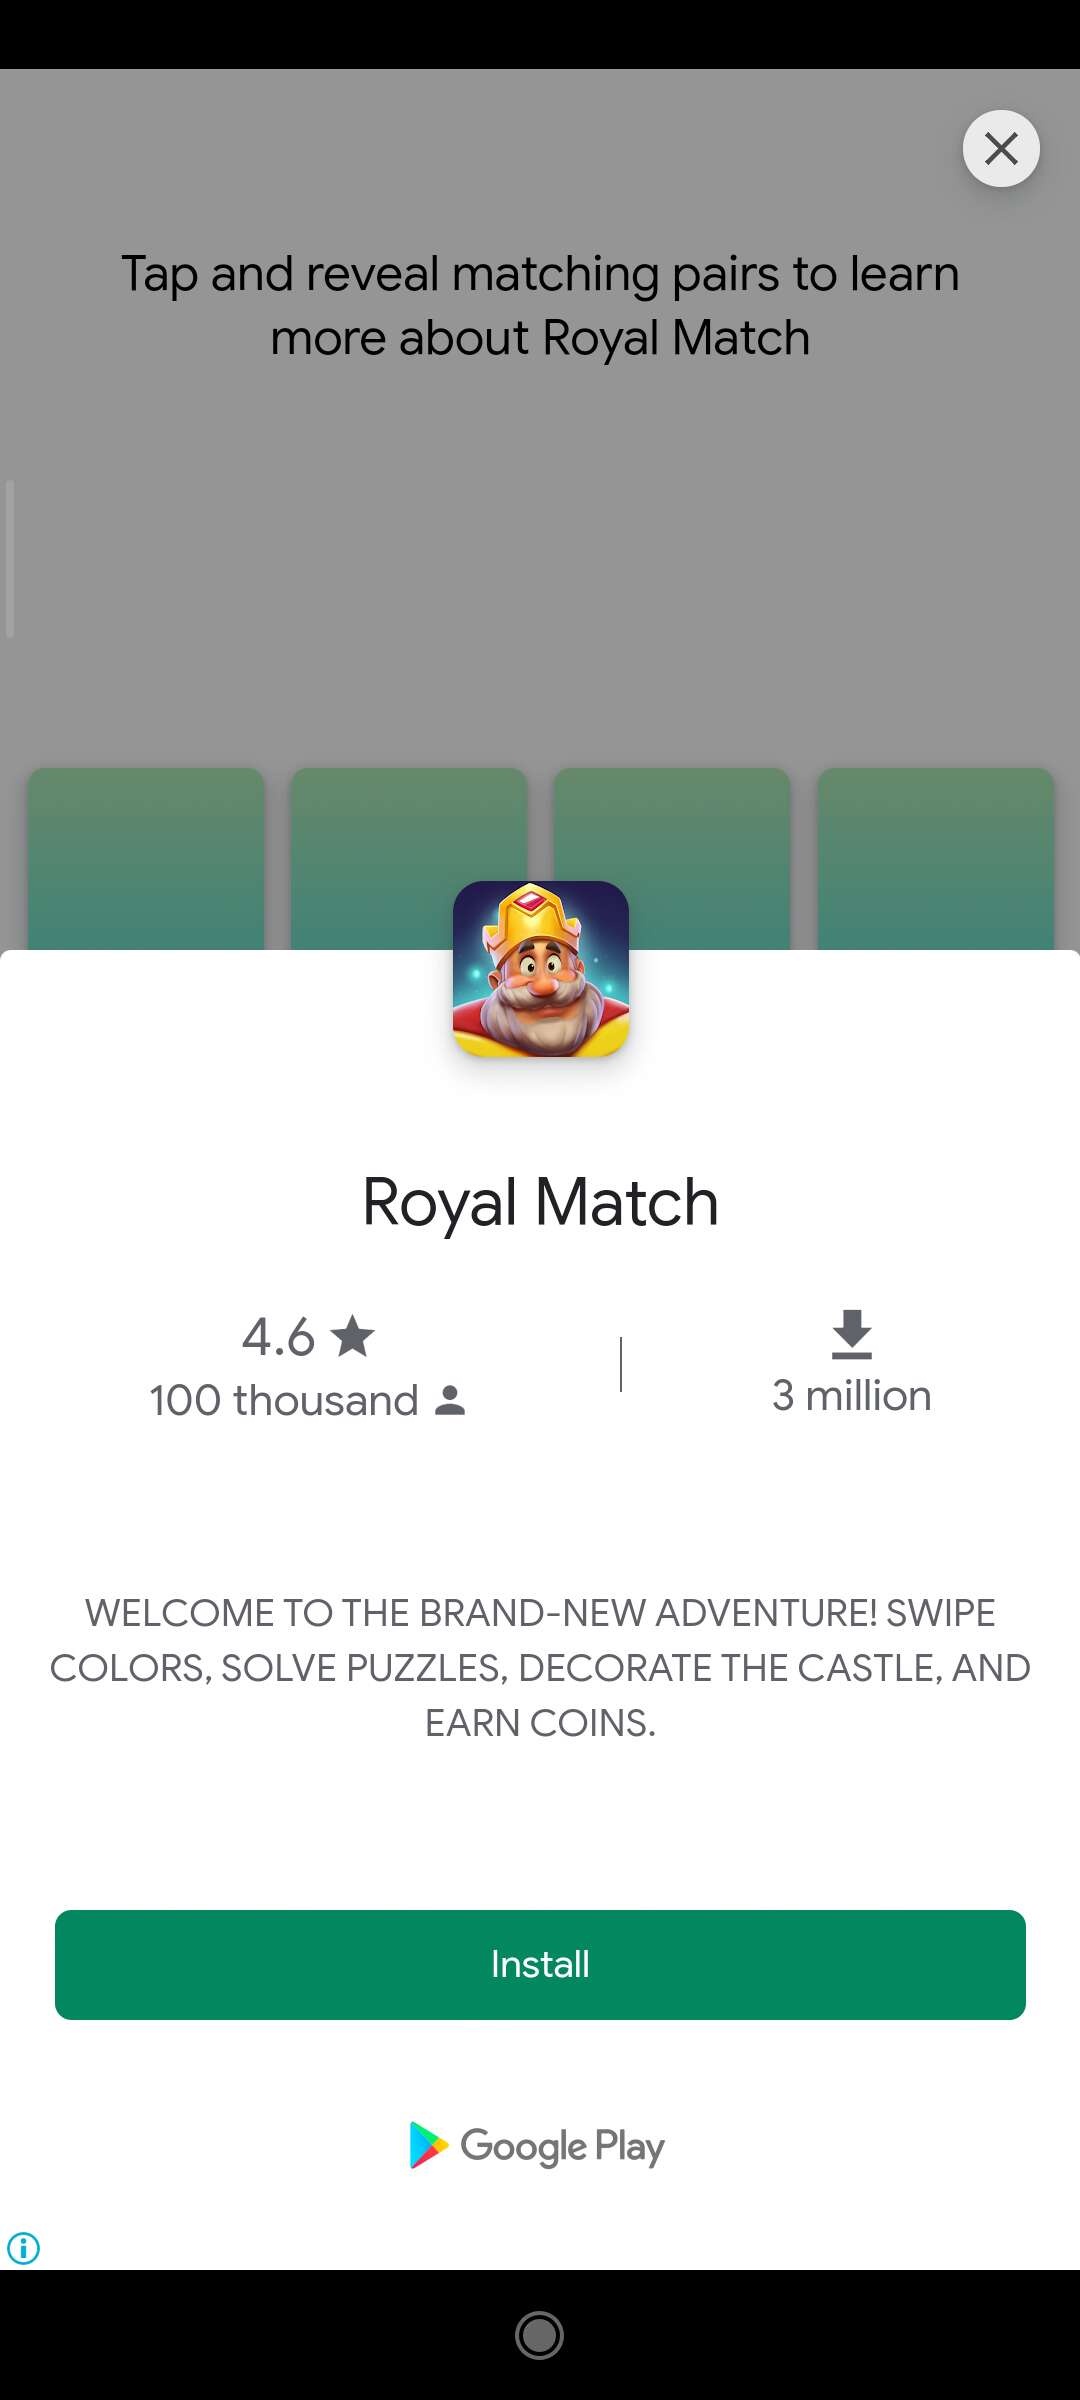 Tap and reveal matching pairs to learn
more about Royal Match
Royal Match
4.6
100 thousand
3 million
WELCOME TO THE BRAND-NEW ADVENTURE! SWIPE
COLORS, SOLVE PUZZLES, DECORATE THE CASTLE, AND
EARN COINS.
Install
Google Play